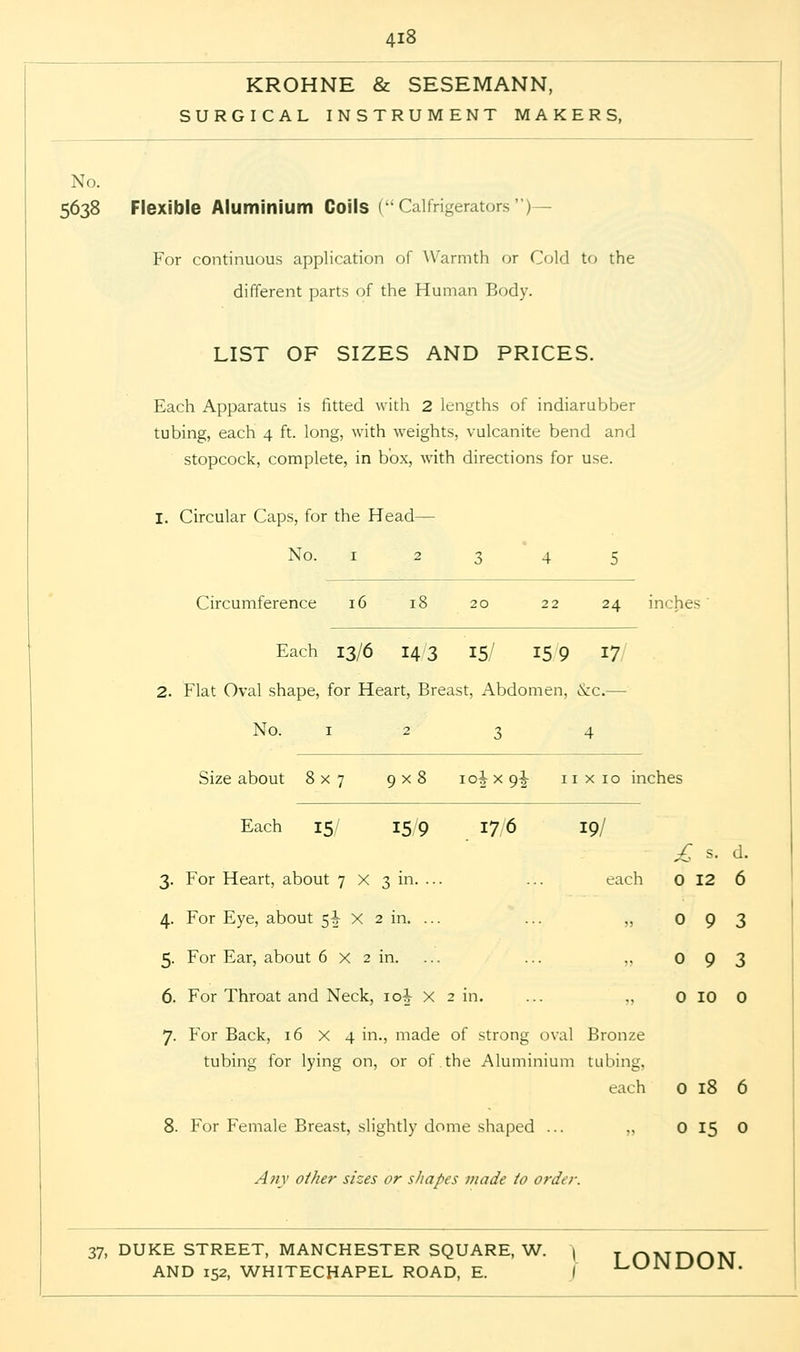 418
KROHNE & SESEMANN,
SURGICAL INSTRUMENT MAKERS,
No.
5638 Flexible Aluminium Coils (“Calfrigerators”)—
For continuous application of Warmth or Cold to the
different parts of the Human Body.
LIST OF SIZES AND PRICES.
Each Apparatus is fitted with 2 lengths of indiarubber
tubing, each 4 ft. long, with weights, vulcanite bend and
stopcock, complete, in box, with directions for use.
1. Circular Caps, for the Head—
No. 1 2 3 4 5
Circumference 16 18 20 22 24 inches
Each 13/6 14/3 15/ 15/9 17/
2. Flat Oval shape, for Heart, Breast, Abdomen, &c.—
No. 1 2 3 4
Size about 8 x 7 9 x 8 10½ x 9½ 11 x 10 inches
Each 15/ 15/9 17/6 19/
£ s. d.
3. For Heart, about 7 X 3 in. ... ... each 0 12 6
4. For Eye, about 5½ X 2 in. ... ... „ 0 9 3
5. For Ear, about 6 X 2 in. ... ... „ 0 9 3
6. For Throat and Neck, 10½ X 2 in. ... „ 0 10 0
7. For Back, 16 X 4 in., made of strong oval Bronze
tubing for lying on, or of the Aluminium tubing,
each 0 18 6
8. For Female Breast, slightly dome shaped ... „ 0 15 0
Any other sizes or shapes made to order.
37, DUKE STREET, MANCHESTER SQUARE, W. }
AND 152, WHITECHAPEL ROAD, E. } LONDON.